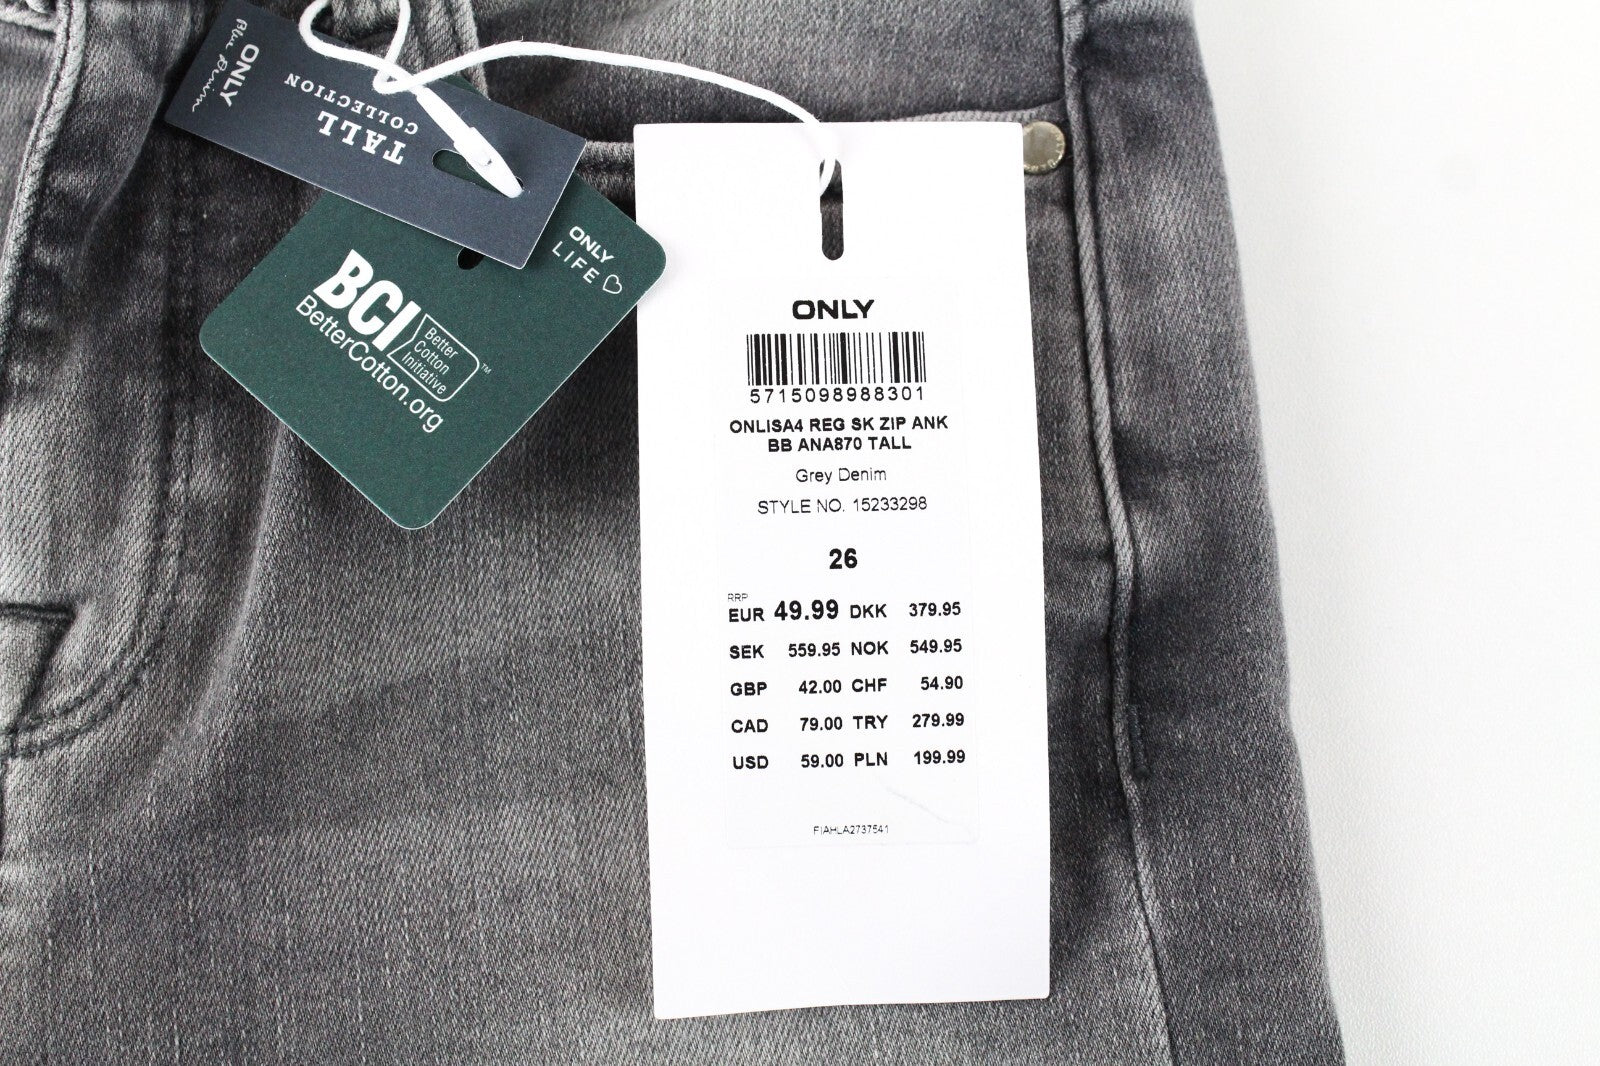 ONLY
Blue Denim
TALL
COLLECTION
ONLY
LIFE
BCI
Better
Cotton
Initiative
™
BetterCotton.org
ONLY
5715098988301
ONLISA4 REG SK ZIP ANK
BB ANA870 TALL
Grey Denim
STYLE NO. 15233298
26
RRP
EUR 49.99 DKK 379.95
SEK 559.95 NOK 549.95
GBP 42.00 CHF 54.90
CAD 79.00 TRY 279.99
USD 59.00 PLN 199.99
FIAHLA2737541